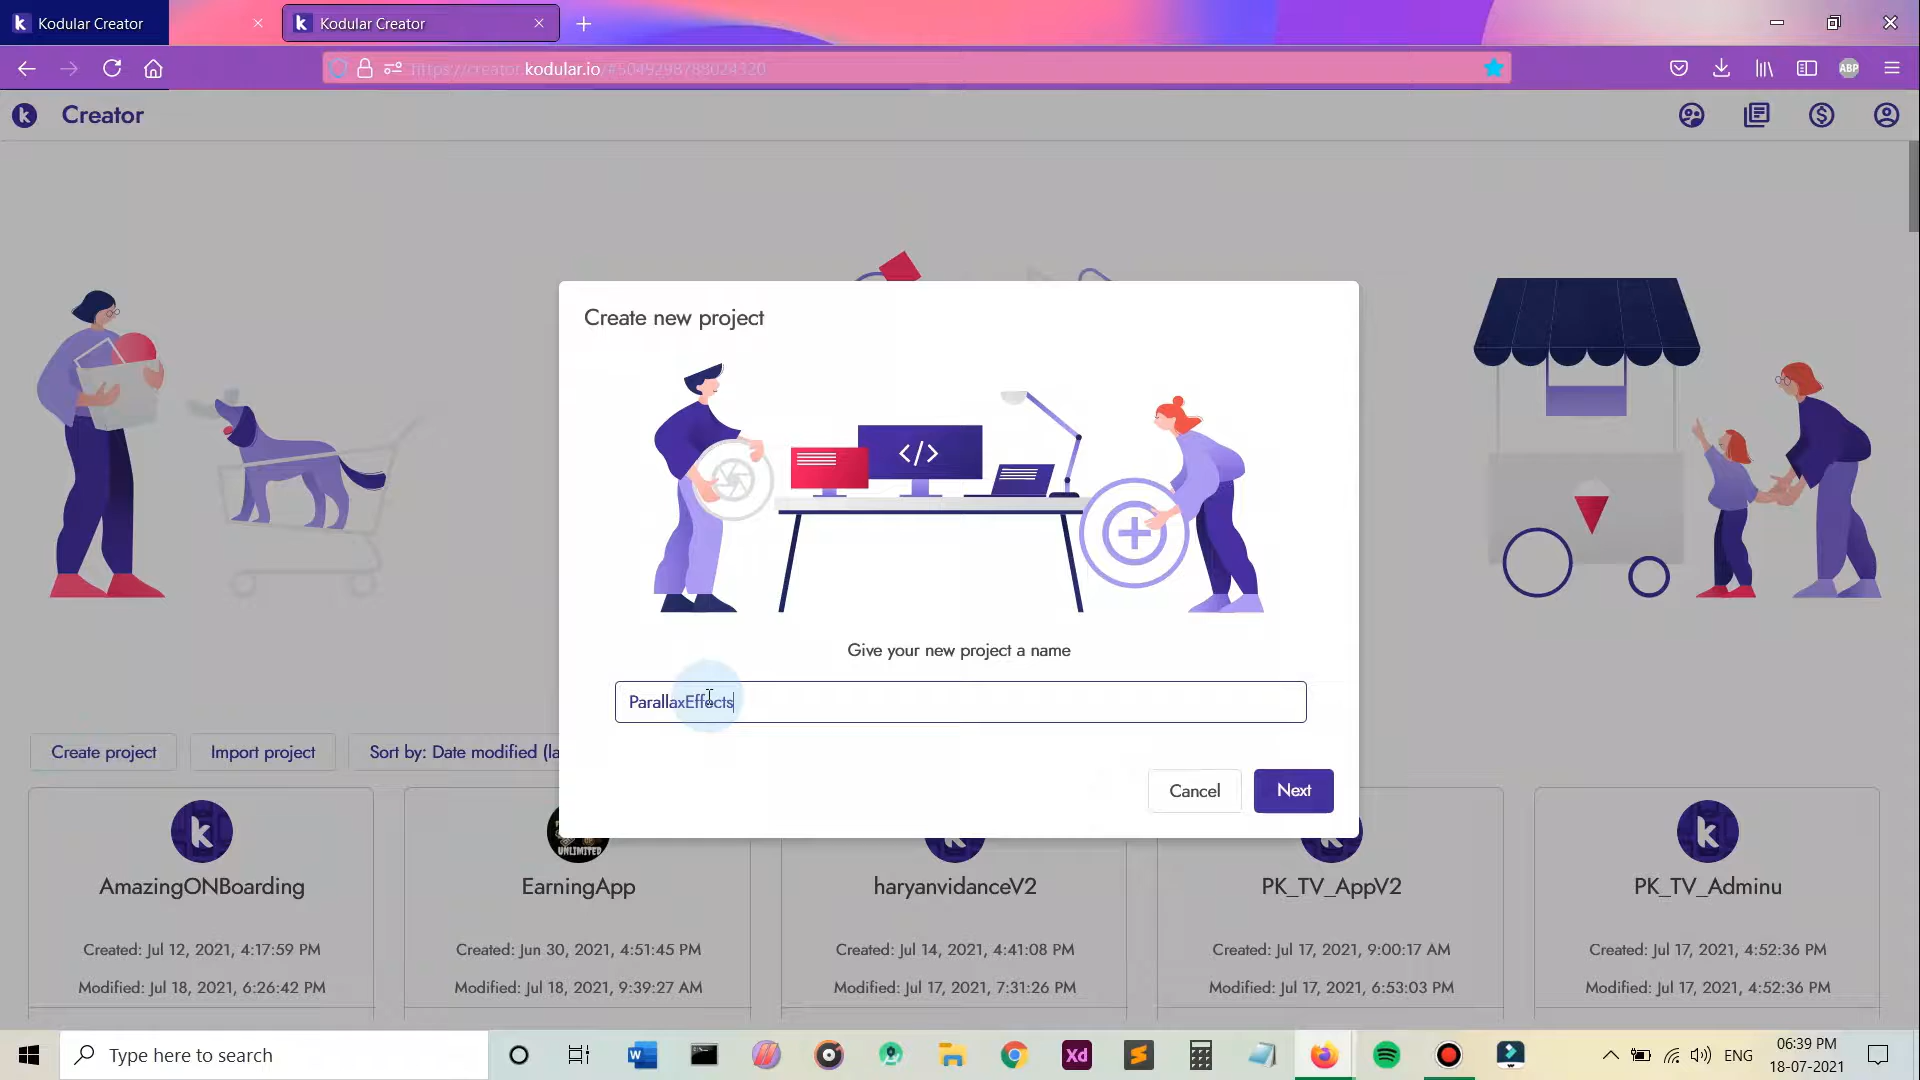 Kodular Creator
Kodular Creator
https://creator.kodular.io/#5049298788024320
ABP
Creator
Create new project
</>
Give your new project a name
ParallaxEffects
Cancel
Next
Create project
Import project
Sort by: Date modified (la
UNLIMITED
AmazingONBoarding
EarningApp
haryanvidanceV2
PK_TV_AppV2
PK_TV_Adminu
Created: Jul 12, 2021, 4:17:59 PM
Created: Jun 30, 2021, 4:51:45 PM
Created: Jul 14, 2021, 4:41:08 PM
Created: Jul 17, 2021, 9:00:17 AM
Created: Jul 17, 2021, 4:52:36 PM
Modified: Jul 18, 2021, 6:26:42 PM
Modified: Jul 18, 2021, 9:39:27 AM
Modified: Jul 17, 2021, 7:31:26 PM
Modified: Jul 17, 2021, 6:53:03 PM
Modified: Jul 17, 2021, 4:52:36 PM
Type here to search
Xd
ENG
06:39 PM
18-07-2021